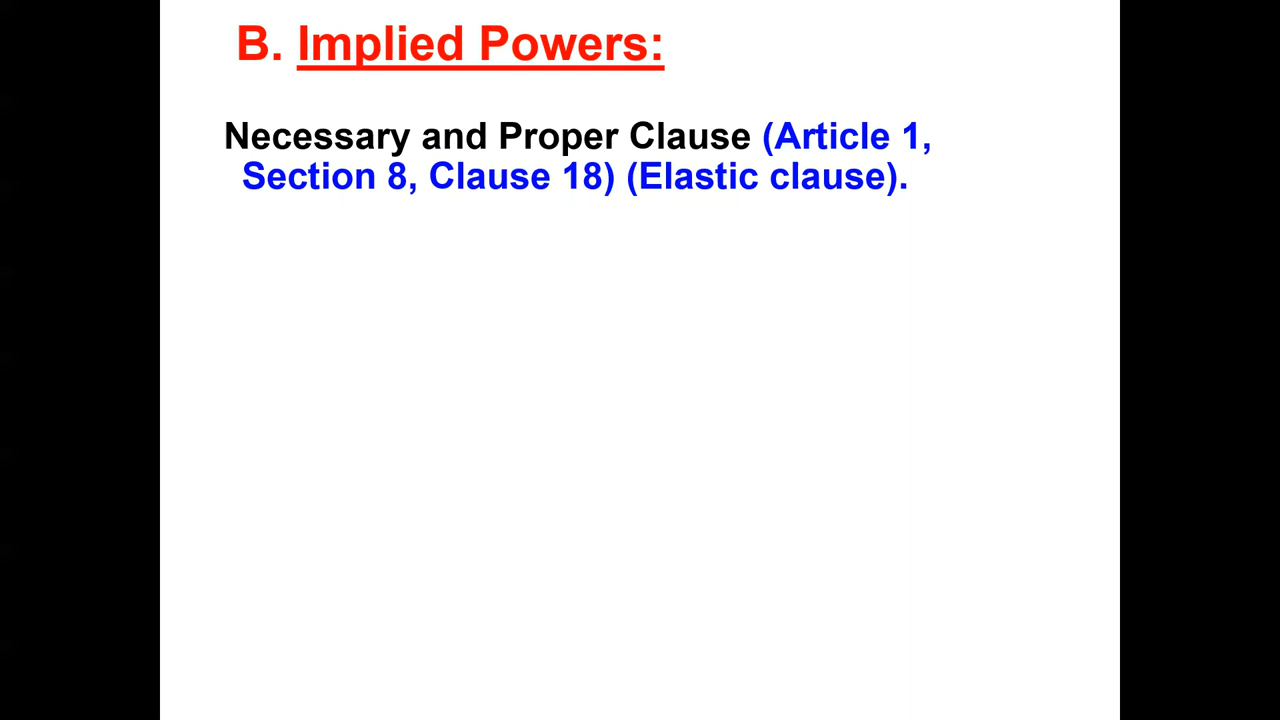 B. Implied Powers:
Necessary and Proper Clause (Article 1,
Section 8, Clause 18) (Elastic clause).